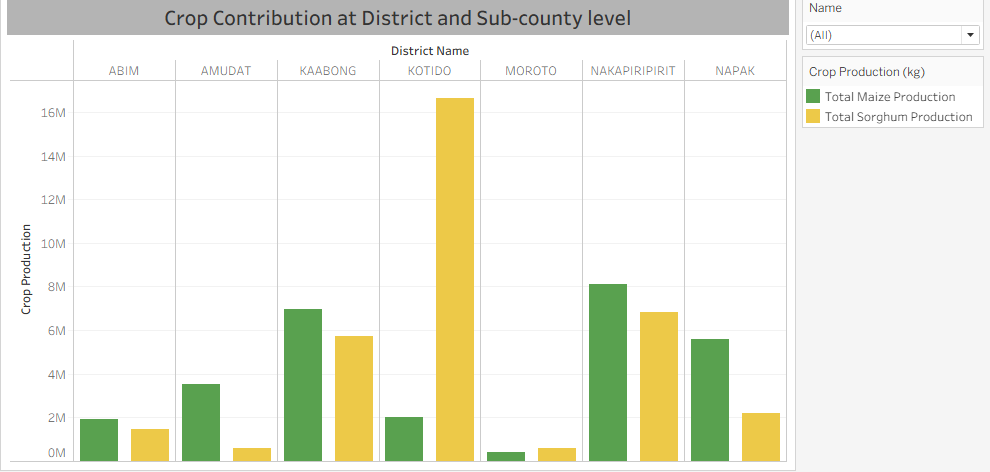 Crop Contribution at District and Sub-county level
District Name
ABIM AMUDAT KAABONG KOTIDO MOROTO NAKAPIRIPIRIT NAPAK
16M
14M
12M
10M
8M
6M
4M
2M
0M
Crop Production
Name
(All)
Crop Production (kg)
Total Maize Production
Total Sorghum Production